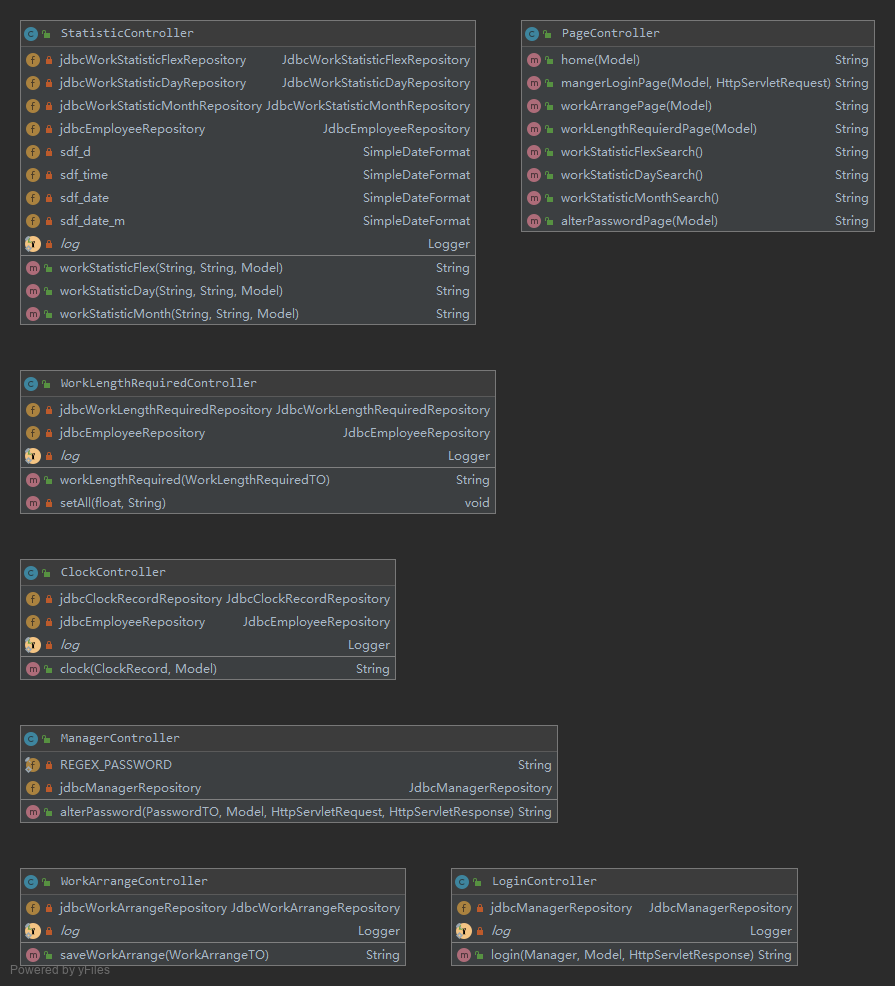 StatisticController
jdbcWorkStatisticFlexRepository JdbcWorkStatisticFlexRepository
jdbcWorkStatisticDayRepository JdbcWorkStatisticDayRepository
jdbcWorkStatisticMonthRepository JdbcWorkStatisticMonthRepository
jdbcEmployeeRepository JdbcEmployeeRepository
sdf_d SimpleDateFormat
sdf_time SimpleDateFormat
sdf_date SimpleDateFormat
sdf_date_m SimpleDateFormat
log Logger
workStatisticFlex(String, String, Model) String
workStatisticDay(String, String, Model) String
workStatisticMonth(String, String, Model) String
PageController
home(Model) String
mangerLoginPage(Model, HttpServletRequest) String
workArrangePage(Model) String
workLengthRequierdPage(Model) String
workStatisticFlexSearch() String
workStatisticDaySearch() String
workStatisticMonthSearch() String
alterPasswordPage(Model) String
WorkLengthRequiredController
jdbcWorkLengthRequiredRepository JdbcWorkLengthRequiredRepository
jdbcEmployeeRepository JdbcEmployeeRepository
log Logger
workLengthRequired(WorkLengthRequiredTO) String
setAll(float, String) void
ClockController
jdbcClockRecordRepository JdbcClockRecordRepository
jdbcEmployeeRepository JdbcEmployeeRepository
log Logger
clock(ClockRecord, Model) String
ManagerController
REGEX_PASSWORD String
jdbcManagerRepository JdbcManagerRepository
alterPassword(PasswordTO, Model, HttpServletRequest, HttpServletResponse) String
WorkArrangeController
jdbcWorkArrangeRepository JdbcWorkArrangeRepository
log Logger
saveWorkArrange(WorkArrangeTO) String
LoginController
jdbcManagerRepository JdbcManagerRepository
log Logger
login(Manager, Model, HttpServletResponse) String
Powered by yFiles